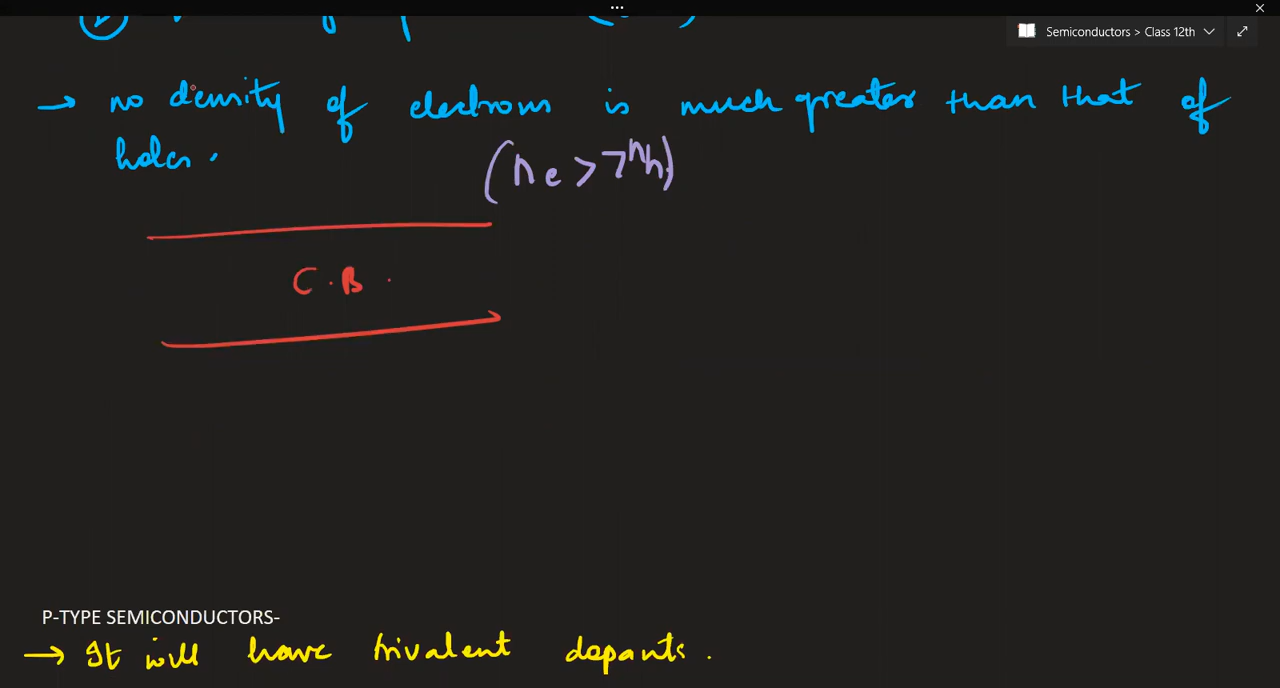 Semiconductors > Class 12th
→ no density of electrons is much greater than that of
holes.
(ne >> nh)
C.B.
P-TYPE SEMICONDUCTORS-
→ It will have trivalent dopants.